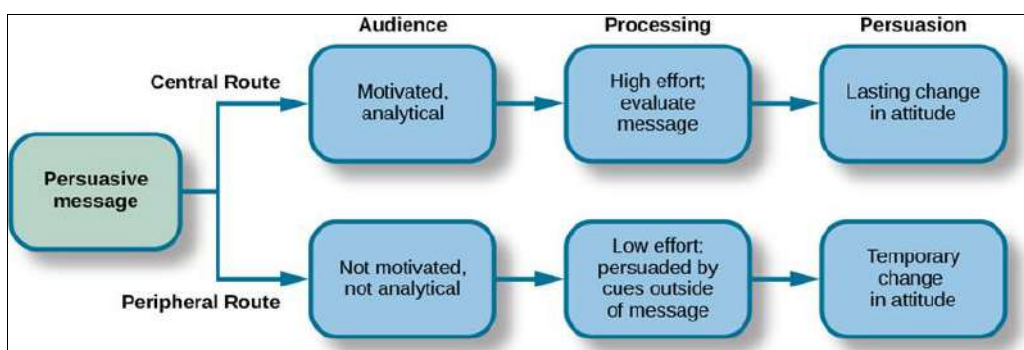 Audience
Processing
Persuasion
Central Route
Motivated,
analytical
High effort;
evaluate
message
Lasting change
in attitude
Persuasive
message
Peripheral Route
Not motivated,
not analytical
Low effort;
persuaded by
cues outside
of message
Temporary
change
in attitude